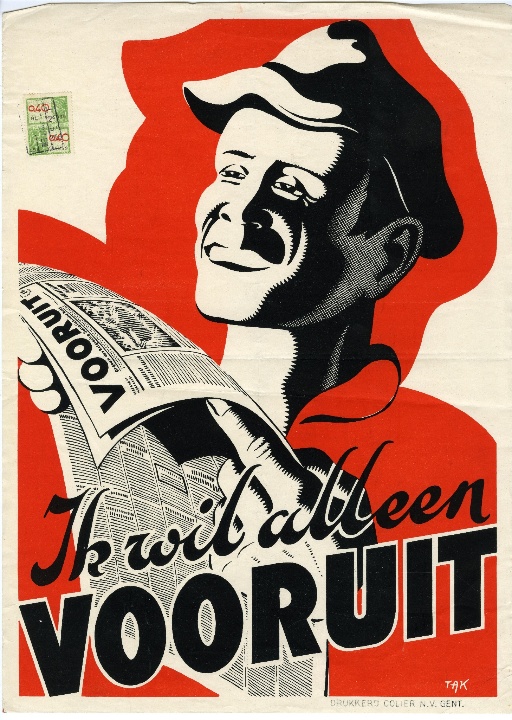 VOORUIT
Ik wil alleen
VOORUIT
TAK
DRUKKERIJ COLIER N.V. GENT.